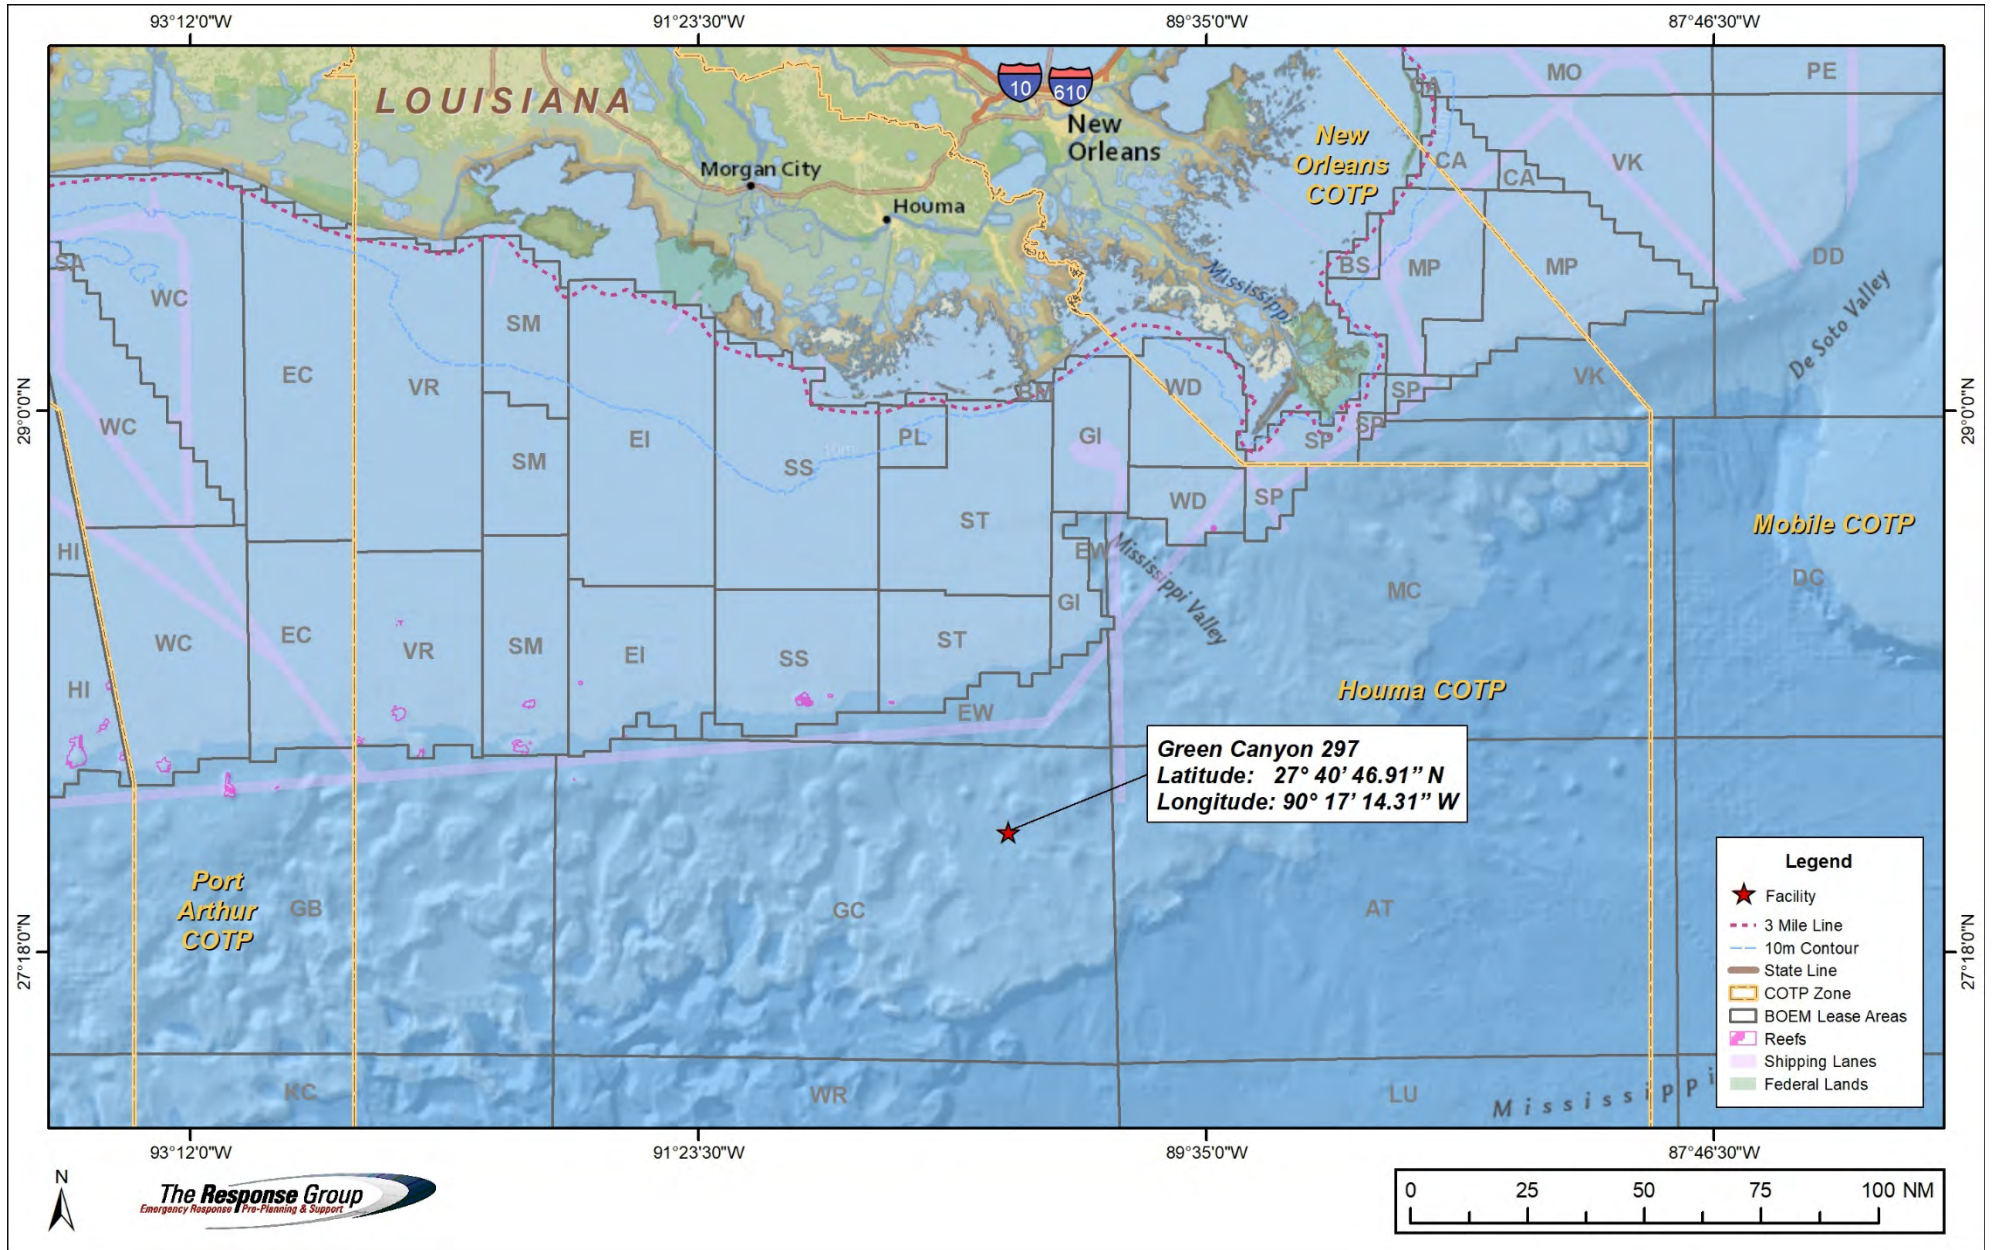 93°12'0"W 91°23'30"W 89°35'0"W 87°46'30"W
LOUISIANA
10 610
New
Orleans
Morgan City
Houma
New
Orleans
COTP
Mississippi
MO PE
CA
CA
CA
VK
BS MP MP
DD
De Soto Valley
SA
WC
EC
VR
SM
WC
EI
SM
SS
PL
BM
GI
WD
SP
SP
SP
VK
29°0'0"N
29°0'0"N
ST
WD
SP
EW
Mississippi Valley
MC
Mobile COTP
DC
HI
GI
WC
EC
VR
SM
EI
SS
ST
HI
EW
Houma COTP
Green Canyon 297
Latitude: 27° 40' 46.91" N
Longitude: 90° 17' 14.31" W
Port
Arthur
COTP
GB
GC
AT
27°18'0"N
27°18'0"N
KC
WR
LU
Mississippi
Legend
Facility
3 Mile Line
10m Contour
State Line
COTP Zone
BOEM Lease Areas
Reefs
Shipping Lanes
Federal Lands
93°12'0"W 91°23'30"W 89°35'0"W 87°46'30"W
N
The Response Group
Emergency Response Pre-Planning & Support
0 25 50 75 100 NM